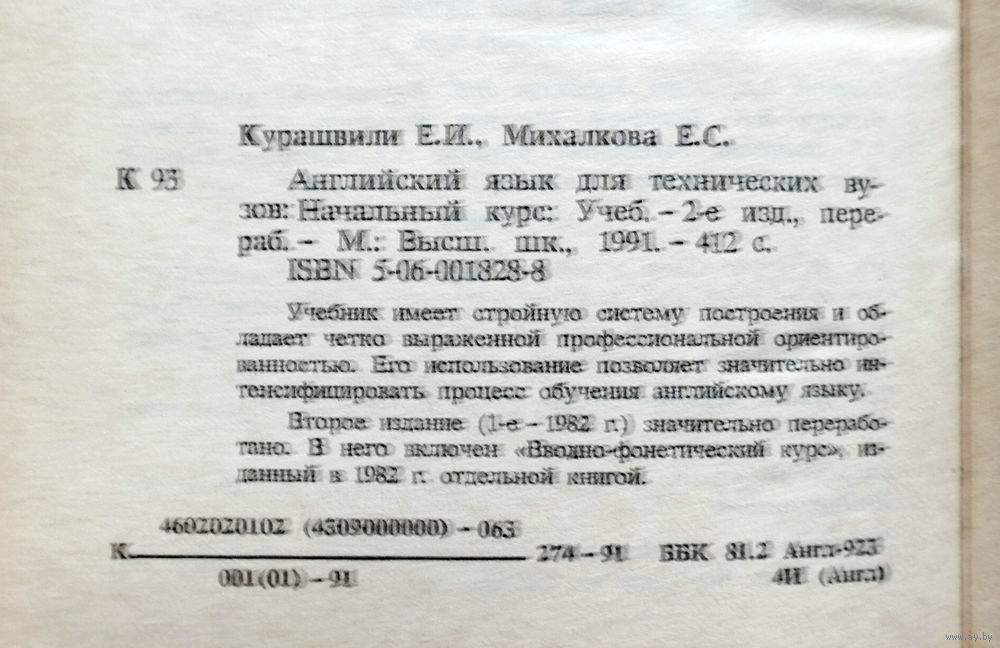 Курашвили Е.И., Михалкова Е.С.
К 93 Английский язык для технических ву-
зов: Начальный курс: Учеб. – 2-е изд., пере-
раб. – М.: Высш. шк., 1991. – 412 с.
ISBN 5-06-001828-8
Учебник имеет стройную систему построения и об-
ладает четко выраженной профессиональной ориентиро-
ванностью. Его использование позволяет значительно ин-
тенсифицировать процесс обучения английскому языку.
Второе издание (1-е – 1982 г.) значительно перерабо-
тано. В него включен «Вводно-фонетический курс», из-
данный в 1982 г. отдельной книгой.
4602020102 (4309000000) – 063
К 274 – 91 ББК 81.2 Англ-923
001(01) – 91 4И (Англ)
www.ay.by